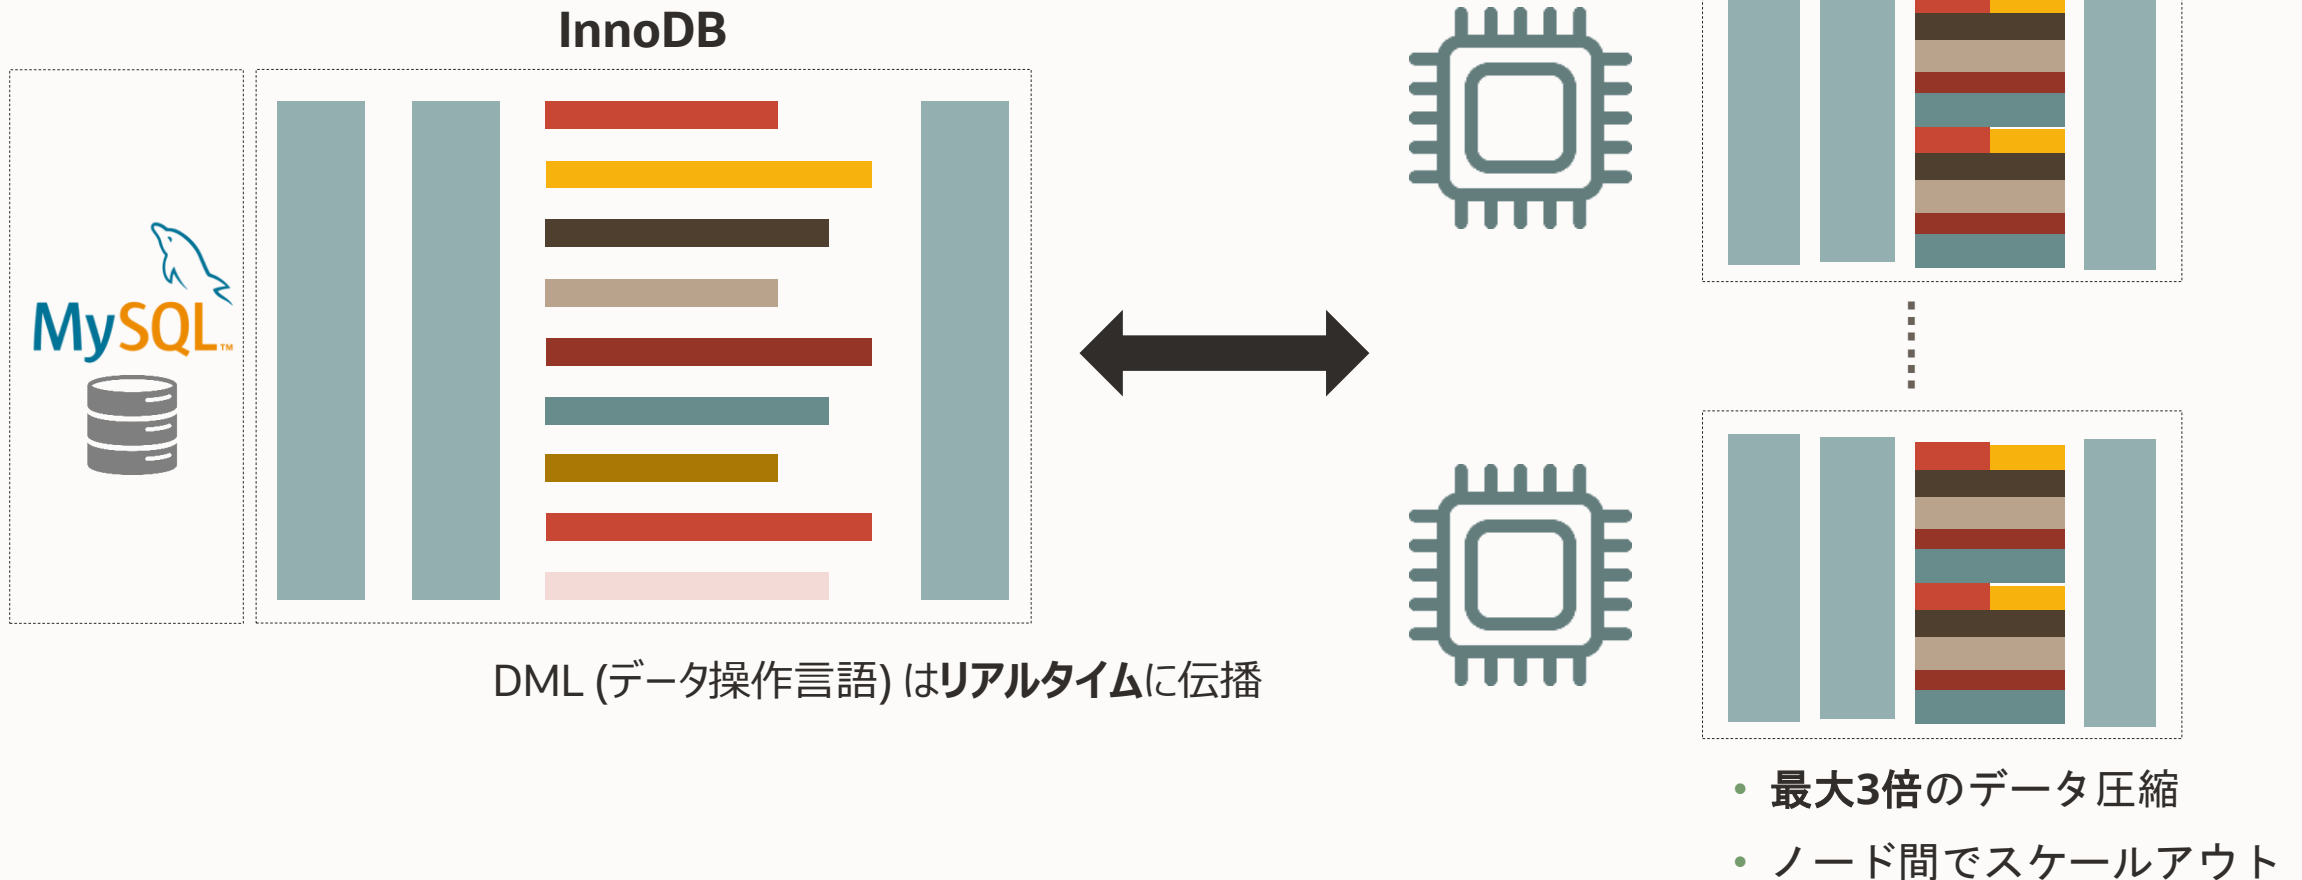 InnoDB
MySQL™
DML (データ操作言語) はリアルタイムに伝播
• 最大3倍のデータ圧縮
• ノード間でスケールアウト